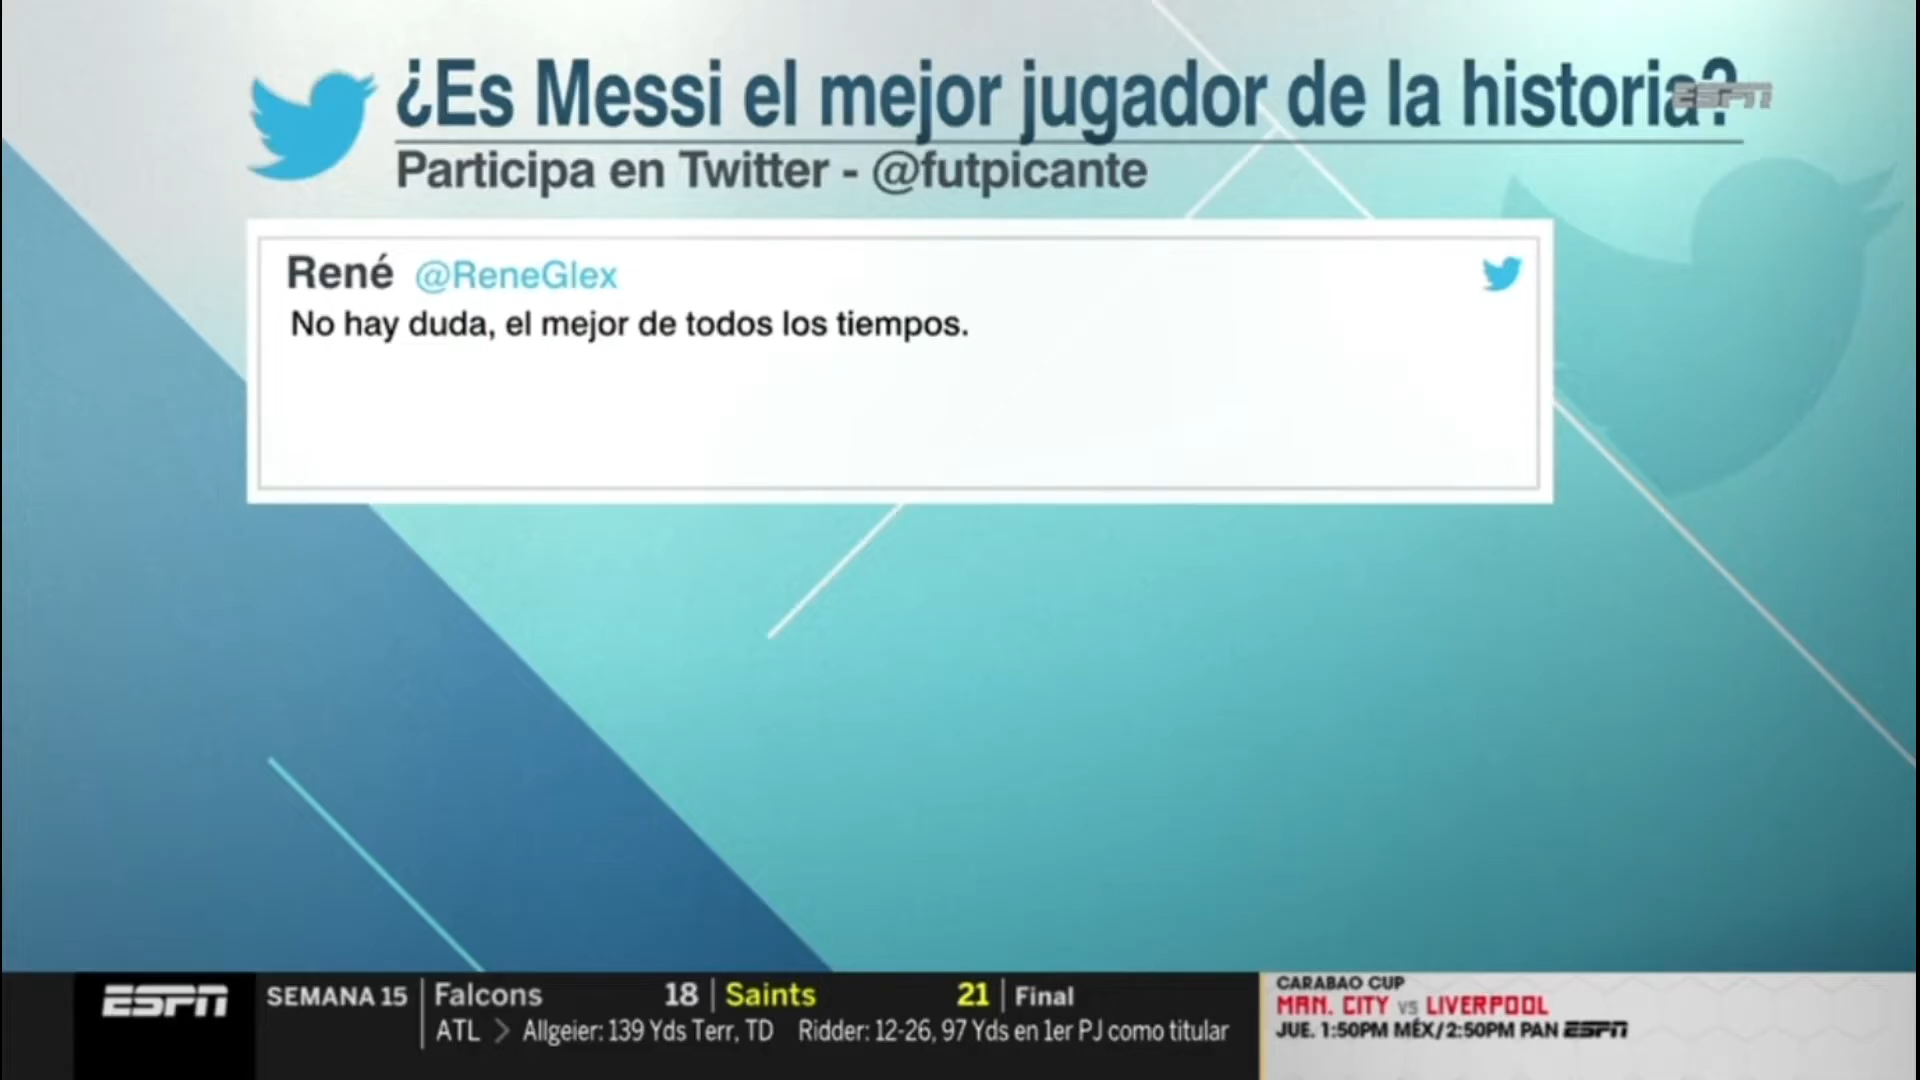 ¿Es Messi el mejor jugador de la historia?
ESPN
Participa en Twitter - @futpicante
René @ReneGlex
No hay duda, el mejor de todos los tiempos.
ESPN SEMANA 15 Falcons 18 Saints 21 Final
ATL > Allgeier: 139 Yds Terr, TD Ridder: 12-26, 97 Yds en 1er PJ como titular
CARABAO CUP
MAN. CITY VS LIVERPOOL
JUE. 1:50PM MÉX/2:50PM PAN ESPN